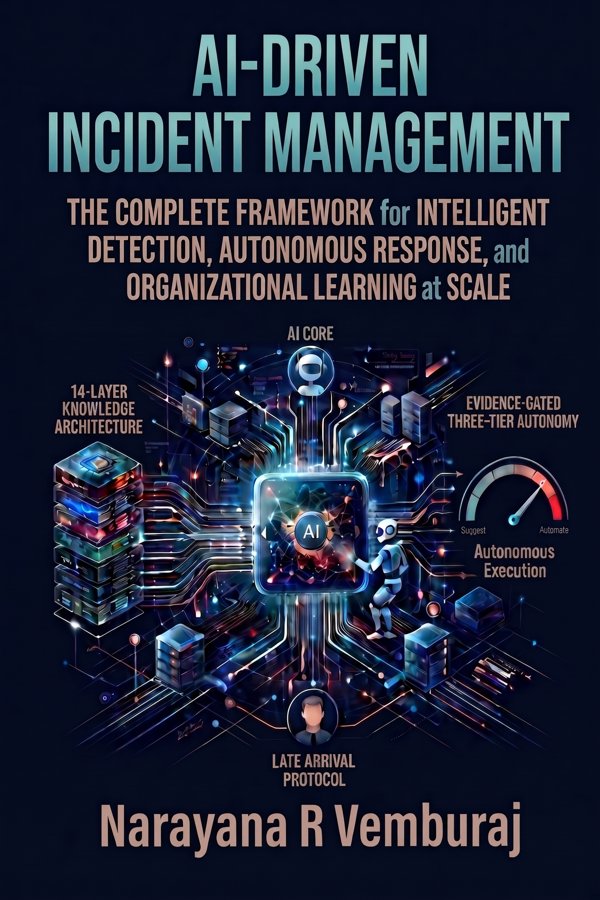 AI-DRIVEN
INCIDENT MANAGEMENT
THE COMPLETE FRAMEWORK for INTELLIGENT
DETECTION, AUTONOMOUS RESPONSE, and
ORGANIZATIONAL LEARNING at SCALE
AI CORE
14-LAYER
KNOWLEDGE
ARCHITECTURE
EVIDENCE-GATED
THREE-TIER AUTONOMY
AI
Suggest
Automate
Autonomous
Execution
LATE ARRIVAL
PROTOCOL
Narayana R Vemburaj